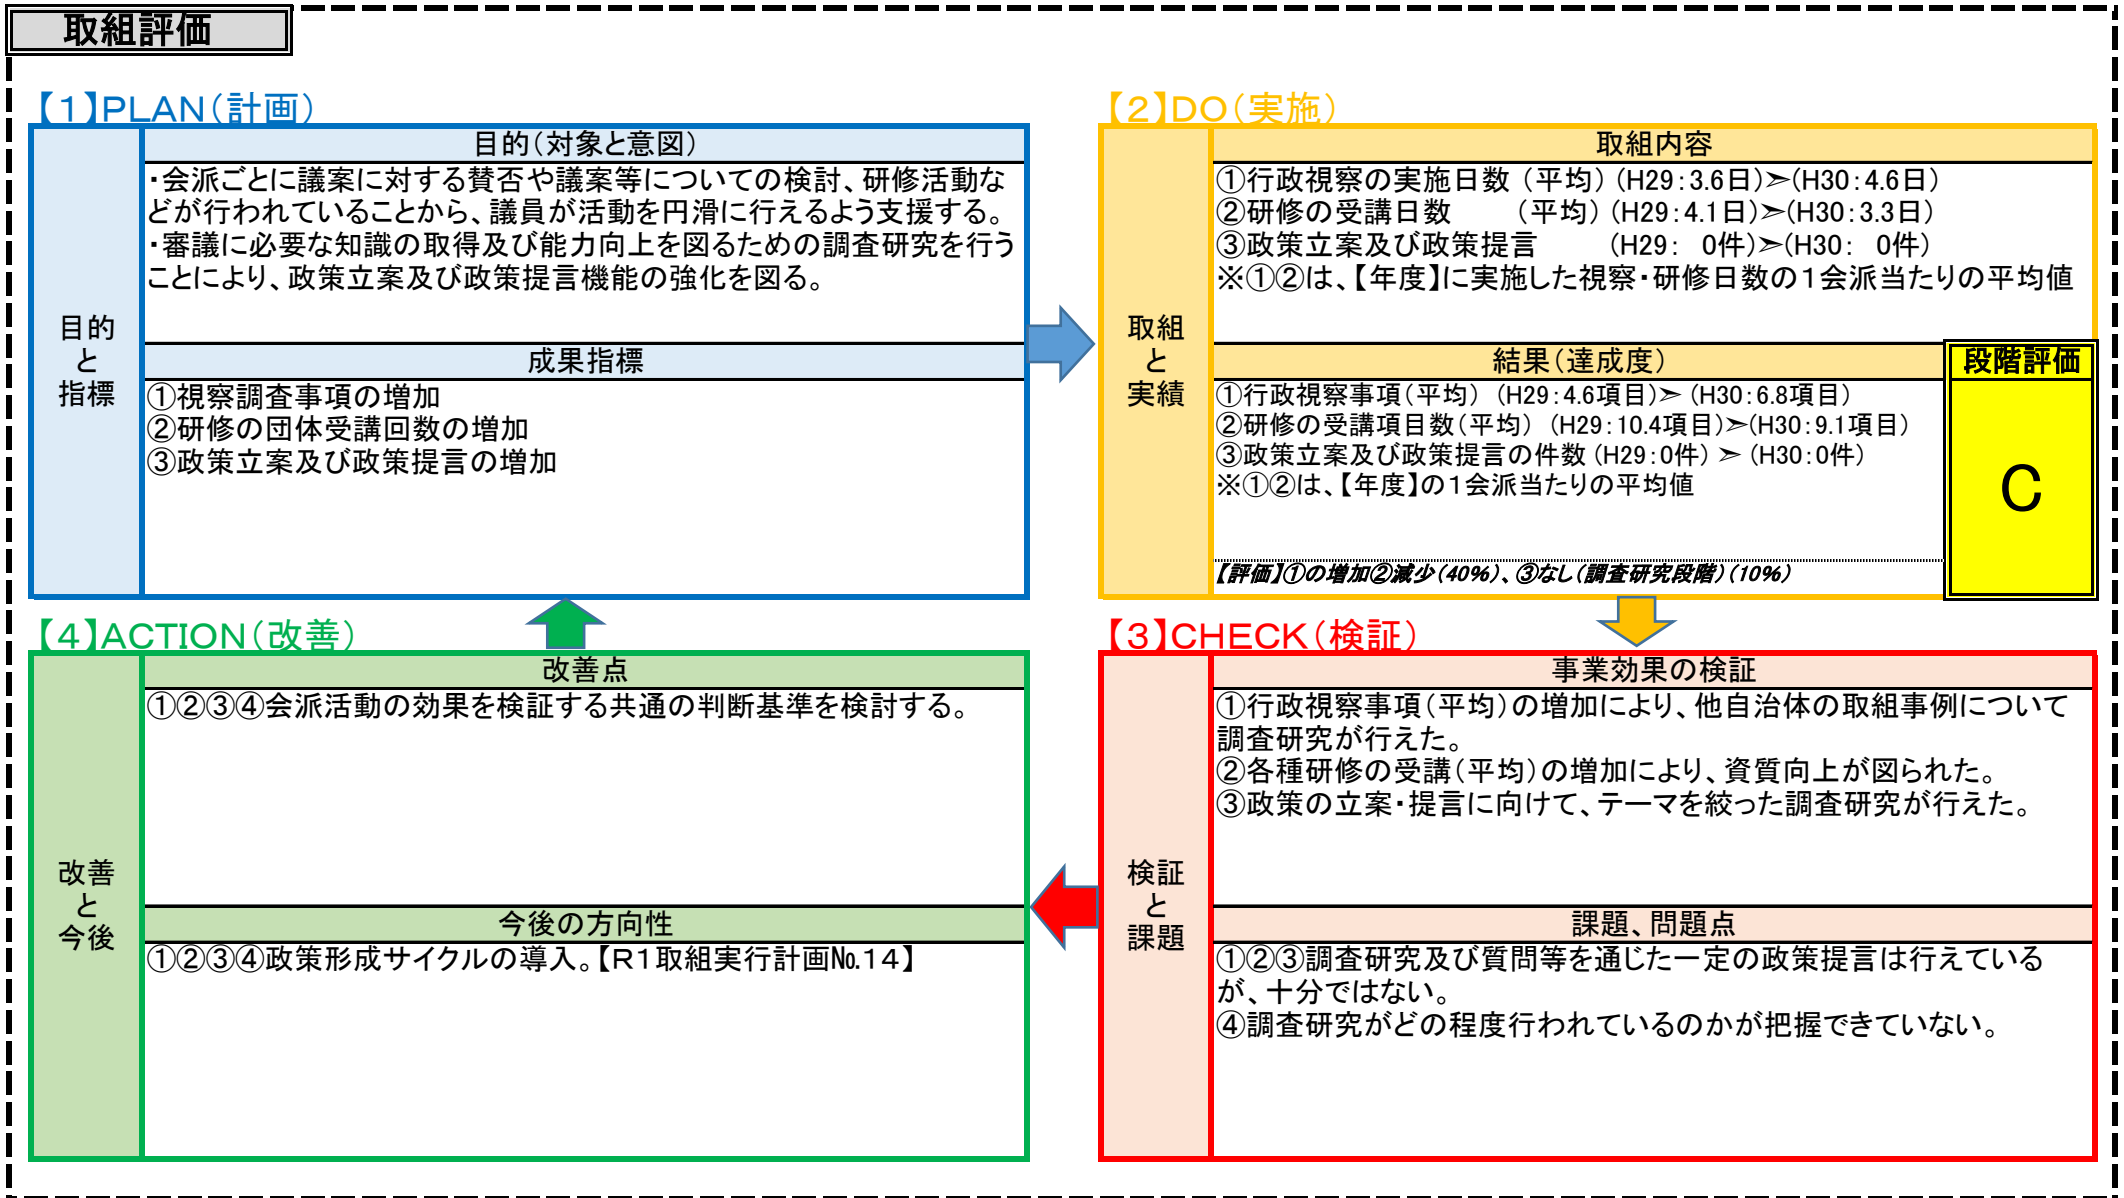 取組評価
【１】PLAN（計画）
目的
と
指標
目的（対象と意図）
・会派ごとに議案に対する賛否や議案等についての検討、研修活動な
どが行われていることから、議員が活動を円滑に行えるよう支援する。
・審議に必要な知識の取得及び能力向上を図るための調査研究を行う
ことにより、政策立案及び政策提言機能の強化を図る。
成果指標
①視察調査事項の増加
②研修の団体受講回数の増加
③政策立案及び政策提言の増加
【２】DO（実施）
取組
と
実績
取組内容
①行政視察の実施日数（平均）（H29：3.6日）➣（H30：4.6日）
②研修の受講日数　　（平均）（H29：4.1日）➣（H30：3.3日）
③政策立案及び政策提言　　（H29：　0件）➣（H30：　0件）
※①②は、【年度】に実施した視察・研修日数の１会派当たりの平均値
結果（達成度）
①行政視察事項（平均）（H29：4.6項目）➣（H30：6.8項目）
②研修の受講項目数（平均）（H29：10.4項目）➣（H30：9.1項目）
③政策立案及び政策提言の件数（H29：0件）➣（H30：0件）
※①②は、【年度】の１会派当たりの平均値
【評価】①の増加②減少（40％）、③なし（調査研究段階）（10％）
段階評価
C
【４】ACTION（改善）
改善
と
今後
改善点
①②③④会派活動の効果を検証する共通の判断基準を検討する。
今後の方向性
①②③④政策形成サイクルの導入。【R１取組実行計画№.１４】
【３】CHECK（検証）
検証
と
課題
事業効果の検証
①行政視察事項（平均）の増加により、他自治体の取組事例について
調査研究が行えた。
②各種研修の受講（平均）の増加により、資質向上が図られた。
③政策の立案・提言に向けて、テーマを絞った調査研究が行えた。
課題、問題点
①②③調査研究及び質問等を通じた一定の政策提言は行えている
が、十分ではない。
④調査研究がどの程度行われているのかが把握できていない。